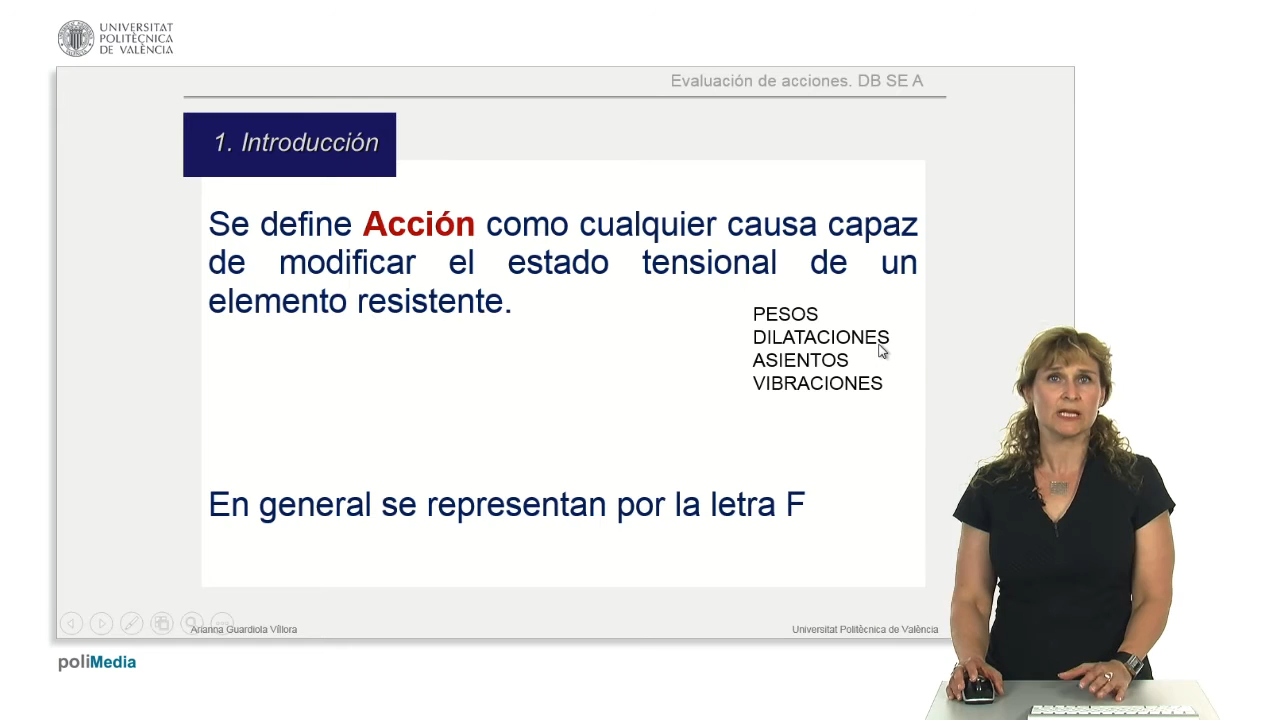 UNIVERSITAT
POLITÈCNICA
DE VALÈNCIA
Evaluación de acciones. DB SE A
1. Introducción
Se define Acción como cualquier causa capaz
de modificar el estado tensional de un
elemento resistente.
PESOS
DILATACIONES
ASIENTOS
VIBRACIONES
En general se representan por la letra F
Arianna Guardiola Víllora
Universitat Politècnica de València
poliMedia